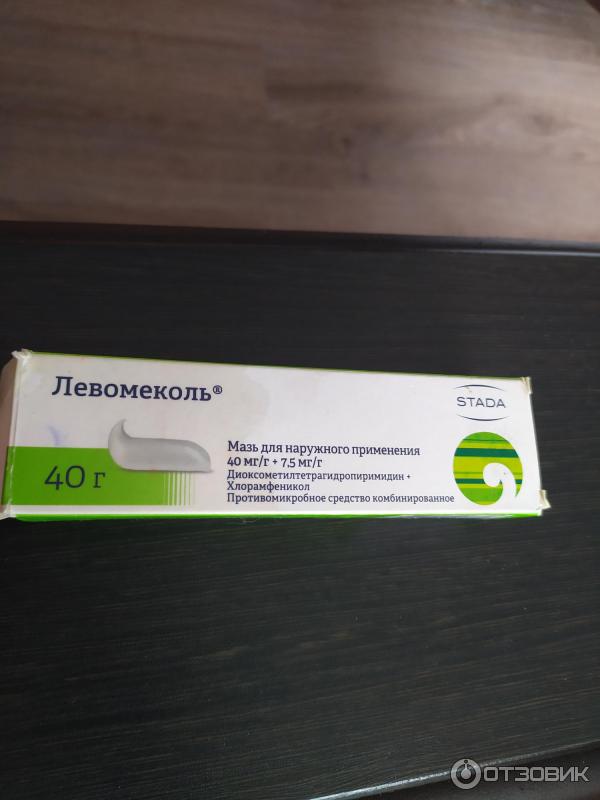 Левомеколь®
STADA
Мазь для наружного применения
40 мг/г + 7,5 мг/г
Диоксометилтетрагидропиримидин +
Хлорамфеникол
Противомикробное средство комбинированное
40 г
ОТЗОВИК